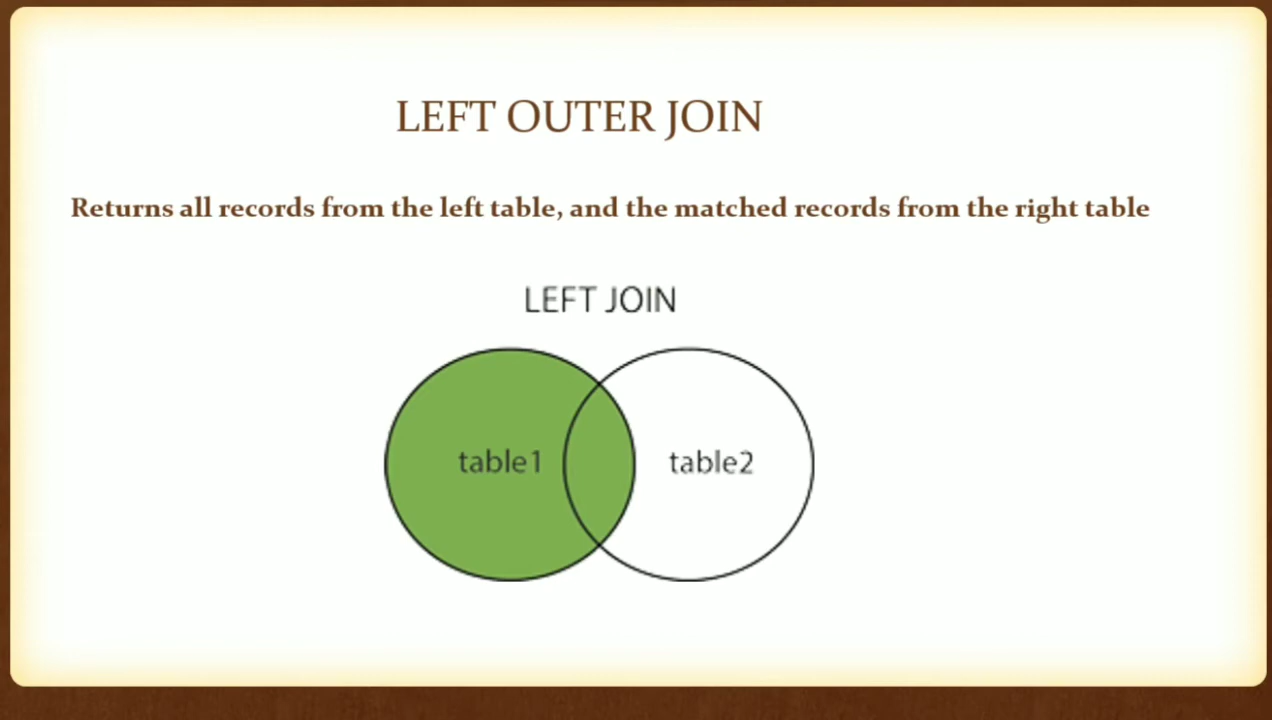 LEFT OUTER JOIN
Returns all records from the left table, and the matched records from the right table
LEFT JOIN
table1
table2